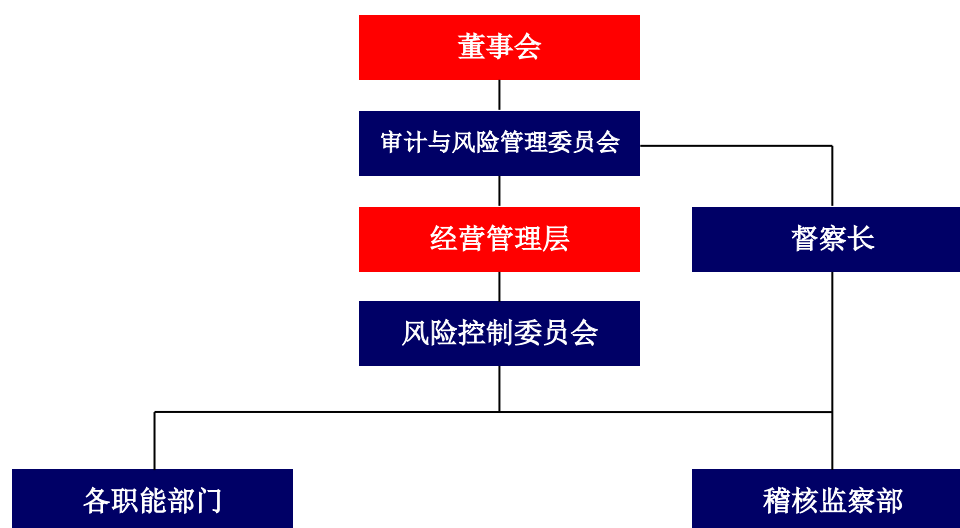 董事会
审计与风险管理委员会
经营管理层
督察长
风险控制委员会
各职能部门
稽核监察部